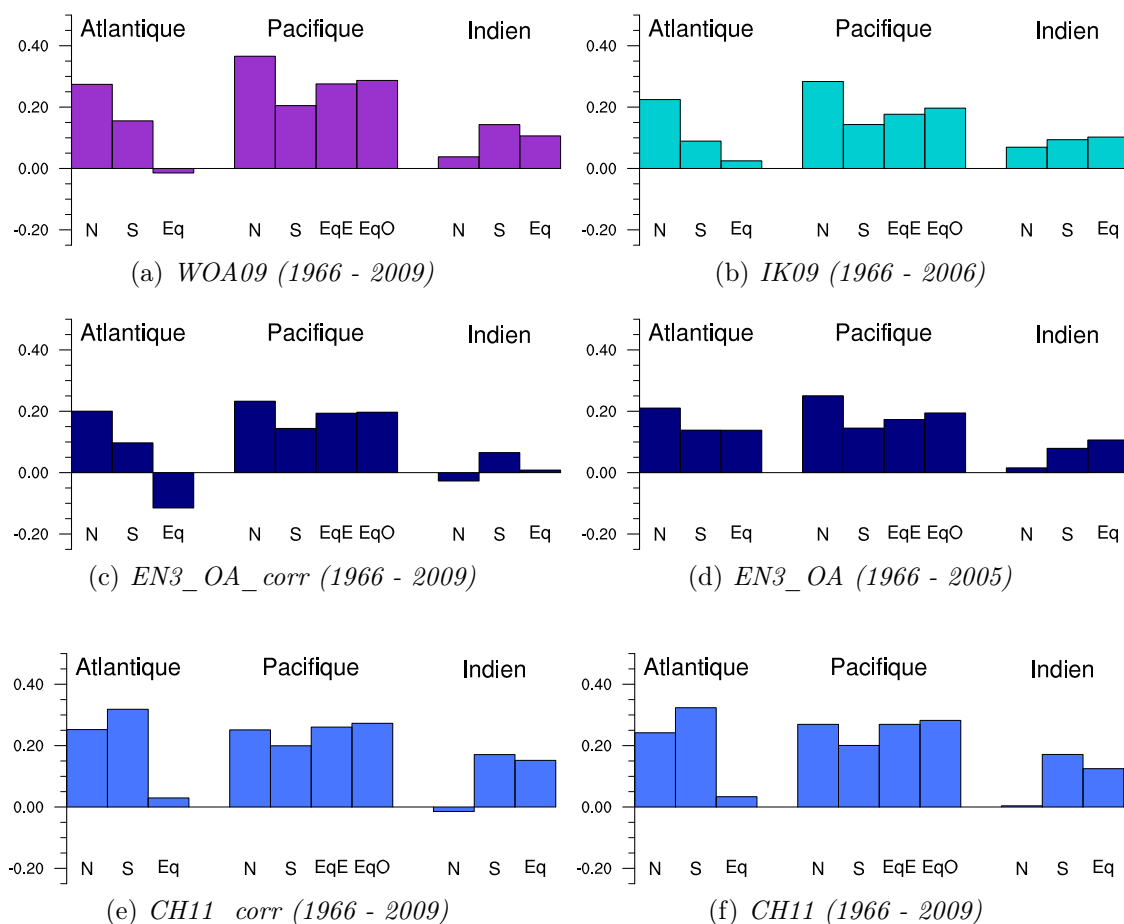 Atlantique Pacifique Indien
0.40
0.20
0.00
-0.20
N S Eq N S EqE EqO N S Eq
(a) WOA09 (1966 - 2009)
Atlantique Pacifique Indien
0.40
0.20
0.00
-0.20
N S Eq N S EqE EqO N S Eq
(b) IK09 (1966 - 2006)
Atlantique Pacifique Indien
0.40
0.20
0.00
-0.20
N S Eq N S EqE EqO N S Eq
(c) EN3_OA_corr (1966 - 2009)
Atlantique Pacifique Indien
0.40
0.20
0.00
-0.20
N S Eq N S EqE EqO N S Eq
(d) EN3_OA (1966 - 2005)
Atlantique Pacifique Indien
0.40
0.20
0.00
-0.20
N S Eq N S EqE EqO N S Eq
(e) CH11 corr (1966 - 2009)
Atlantique Pacifique Indien
0.40
0.20
0.00
-0.20
N S Eq N S EqE EqO N S Eq
(f) CH11 (1966 - 2009)